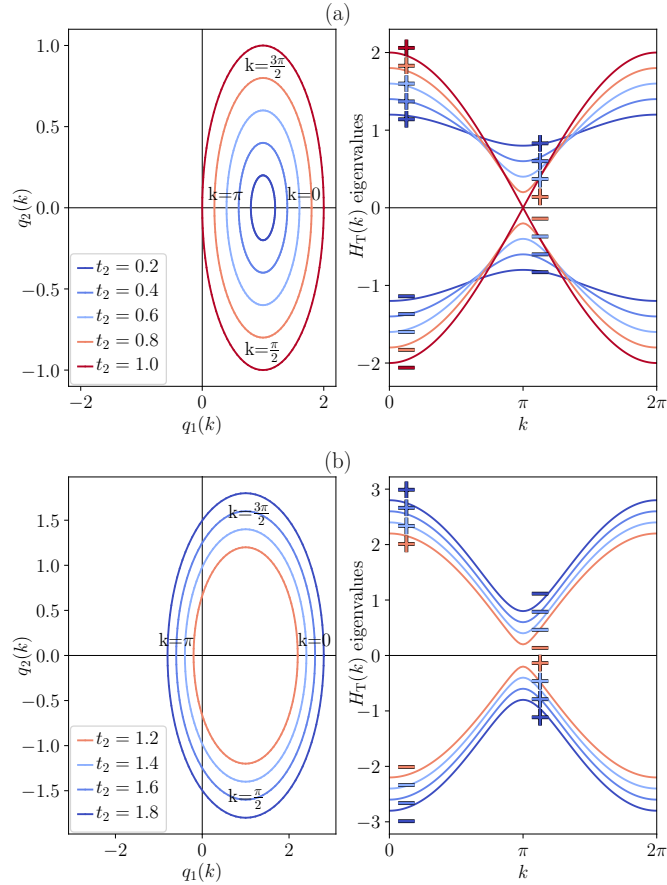 (a)
1.0
0.5
0.0
−0.5
−1.0
q₂(k)
k=3π/2
k=π
k=0
k=π/2
t₂ = 0.2
t₂ = 0.4
t₂ = 0.6
t₂ = 0.8
t₂ = 1.0
−2
0
2
q₁(k)
2
1
0
−1
−2
H_T(k) eigenvalues
0
π
2π
k
(b)
1.5
1.0
0.5
0.0
−0.5
−1.0
−1.5
q₂(k)
k=3π/2
k=π
k=0
k=π/2
t₂ = 1.2
t₂ = 1.4
t₂ = 1.6
t₂ = 1.8
−2
0
2
q₁(k)
3
2
1
0
−1
−2
−3
H_T(k) eigenvalues
0
π
2π
k